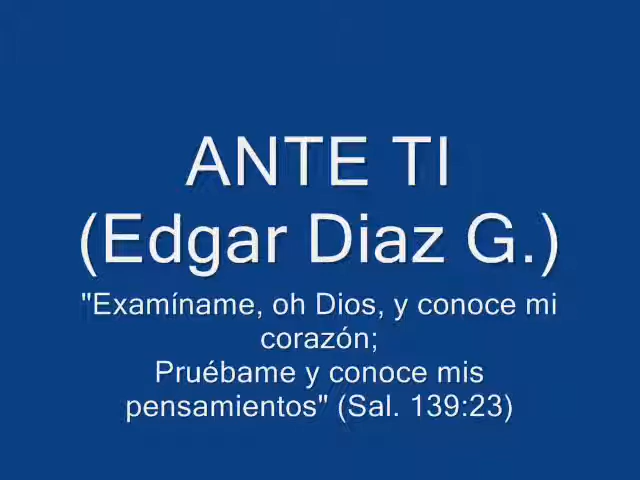 ANTE TI
(Edgar Diaz G.)
"Examíname, oh Dios, y conoce mi
corazón;
Pruébame y conoce mis
pensamientos" (Sal. 139:23)